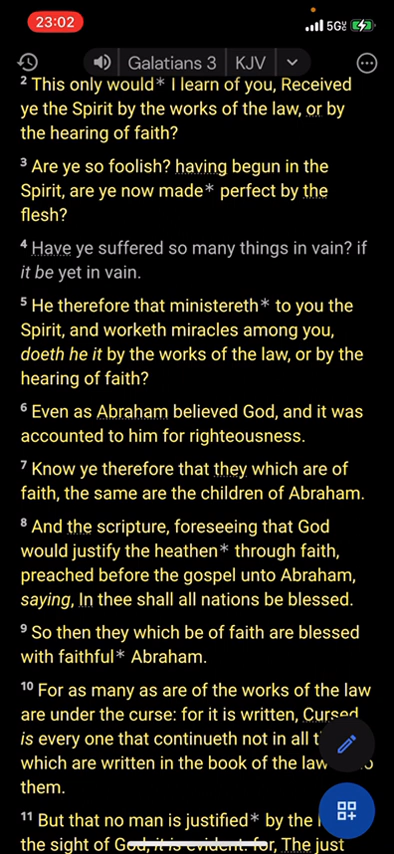 23:02
5G
Galatians 3 KJV
2 This only would* I learn of you, Received
ye the Spirit by the works of the law, or by
the hearing of faith?
3 Are ye so foolish? having begun in the
Spirit, are ye now made* perfect by the
flesh?
4 Have ye suffered so many things in vain? if
it be yet in vain.
5 He therefore that ministereth* to you the
Spirit, and worketh miracles among you,
doeth he it by the works of the law, or by the
hearing of faith?
6 Even as Abraham believed God, and it was
accounted to him for righteousness.
7 Know ye therefore that they which are of
faith, the same are the children of Abraham.
8 And the scripture, foreseeing that God
would justify the heathen* through faith,
preached before the gospel unto Abraham,
saying, In thee shall all nations be blessed.
9 So then they which be of faith are blessed
with faithful* Abraham.
10 For as many as are of the works of the law
are under the curse: for it is written, Cursed
is every one that continueth not in all
which are written in the book of the law
them.
11 But that no man is justified* by the
the sight of God, it is evident: for, The just